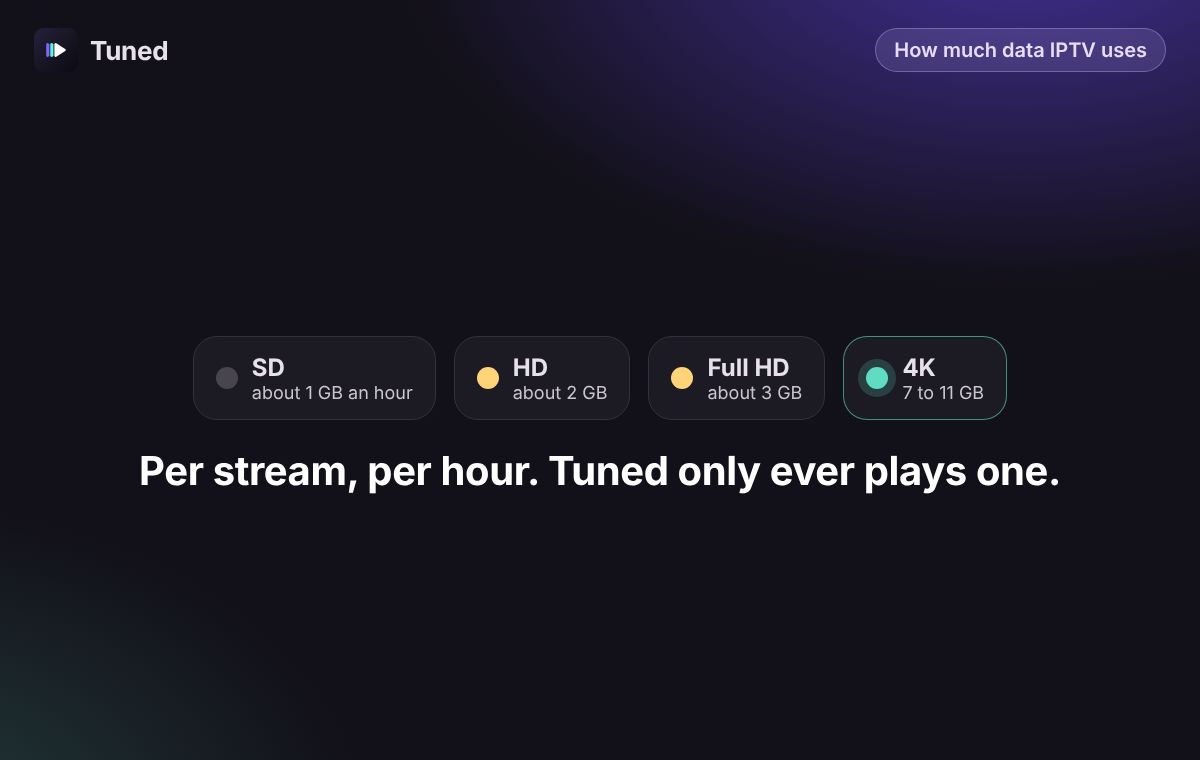 Tuned
How much data IPTV uses
SD
about 1 GB an hour
HD
about 2 GB
Full HD
about 3 GB
4K
7 to 11 GB
Per stream, per hour. Tuned only ever plays one.